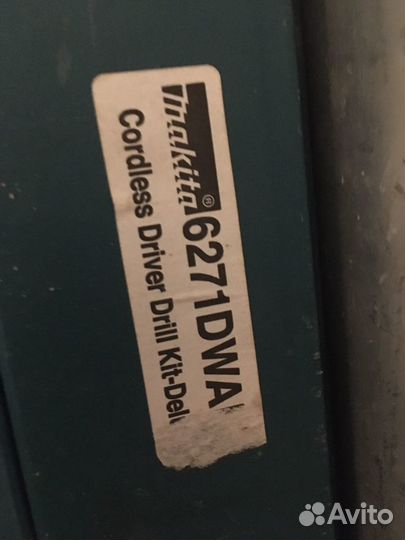 makita® 6271DWA
Cordless Driver Drill Kit-Del
Avito